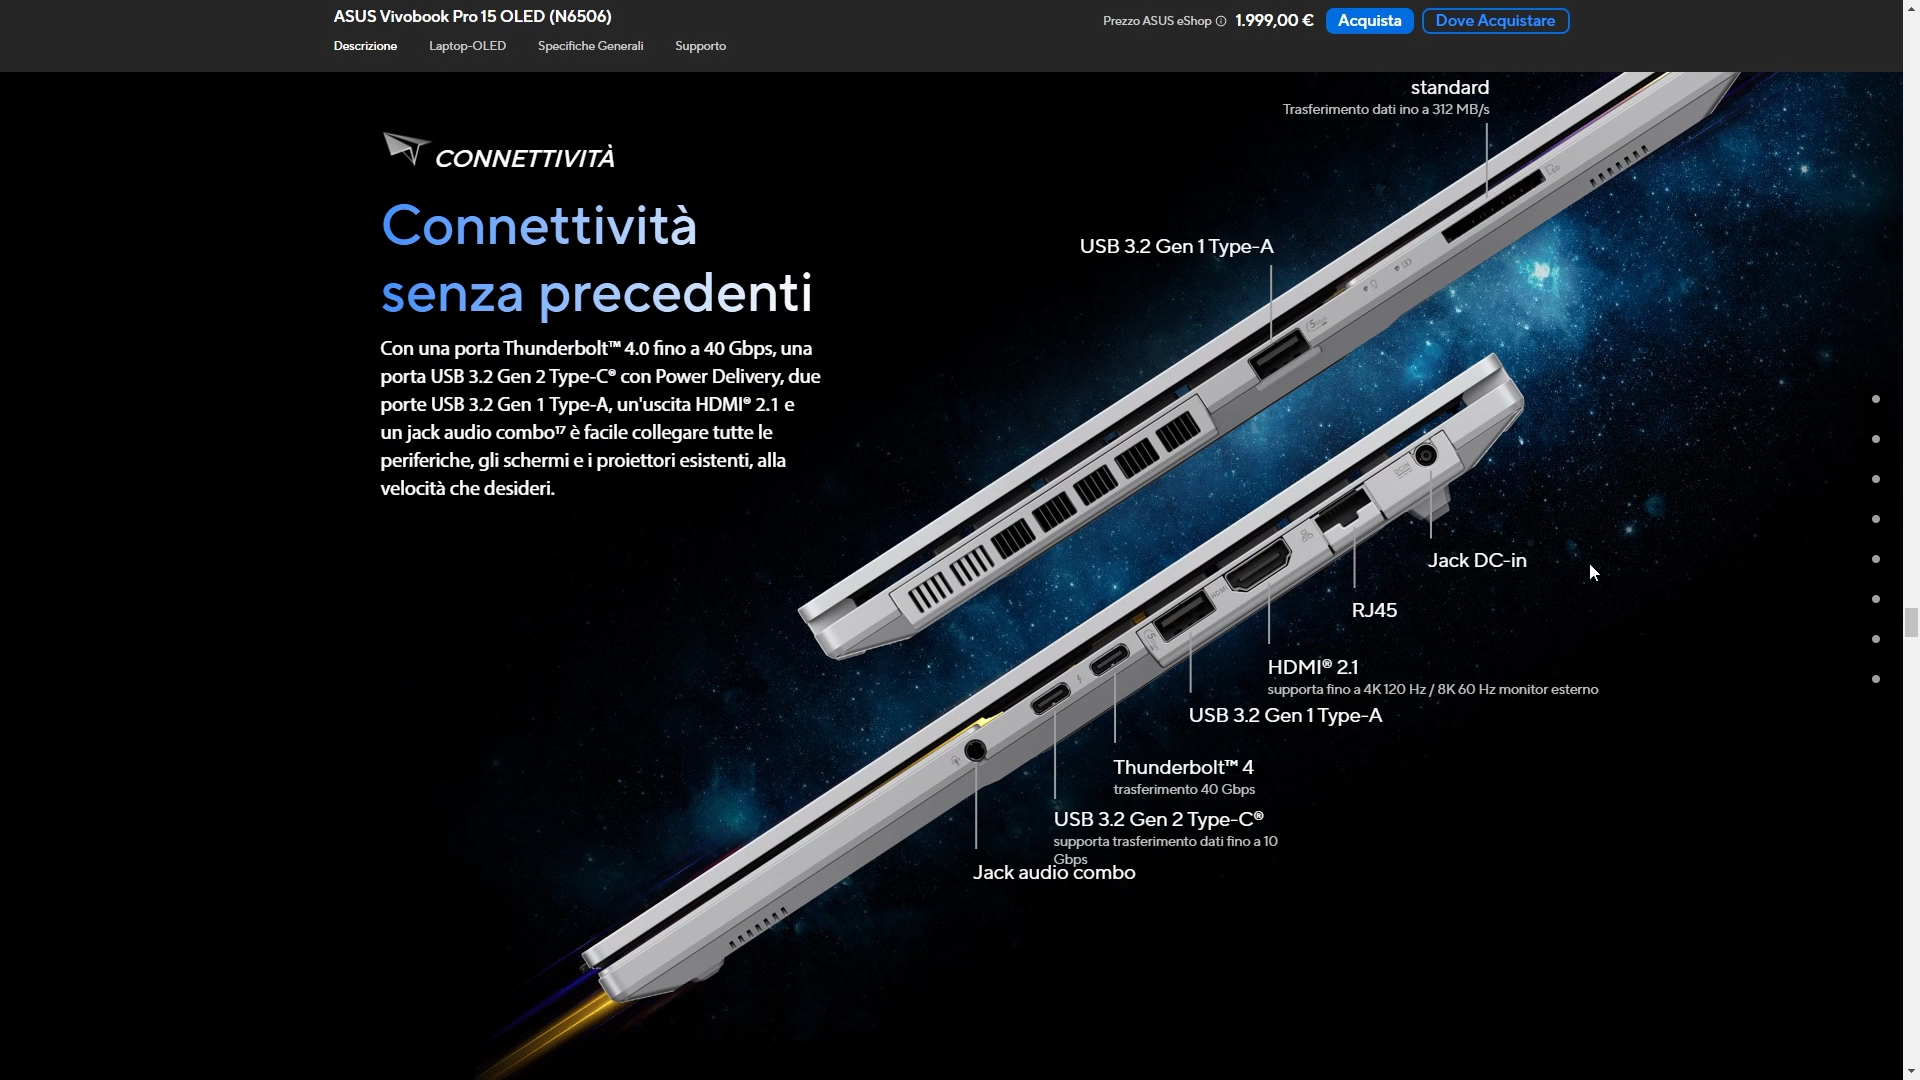 ASUS Vivobook Pro 15 OLED (N6506)
Prezzo ASUS eShop 1.999,00 €
Acquista
Dove Acquistare
Descrizione
Laptop-OLED
Specifiche Generali
Supporto
standard
Trasferimento dati ino a 312 MB/s
CONNETTIVITÀ
Connettività
senza precedenti
Con una porta Thunderbolt™ 4.0 fino a 40 Gbps, una
porta USB 3.2 Gen 2 Type-C® con Power Delivery, due
porte USB 3.2 Gen 1 Type-A, un'uscita HDMI® 2.1 e
un jack audio combo¹⁷ è facile collegare tutte le
periferiche, gli schermi e i proiettori esistenti, alla
velocità che desideri.
USB 3.2 Gen 1 Type-A
Jack DC-in
RJ45
HDMI® 2.1
supporta fino a 4K 120 Hz / 8K 60 Hz monitor esterno
USB 3.2 Gen 1 Type-A
Thunderbolt™ 4
trasferimento 40 Gbps
USB 3.2 Gen 2 Type-C®
supporta trasferimento dati fino a 10
Gbps
Jack audio combo
HDMI
DC IN